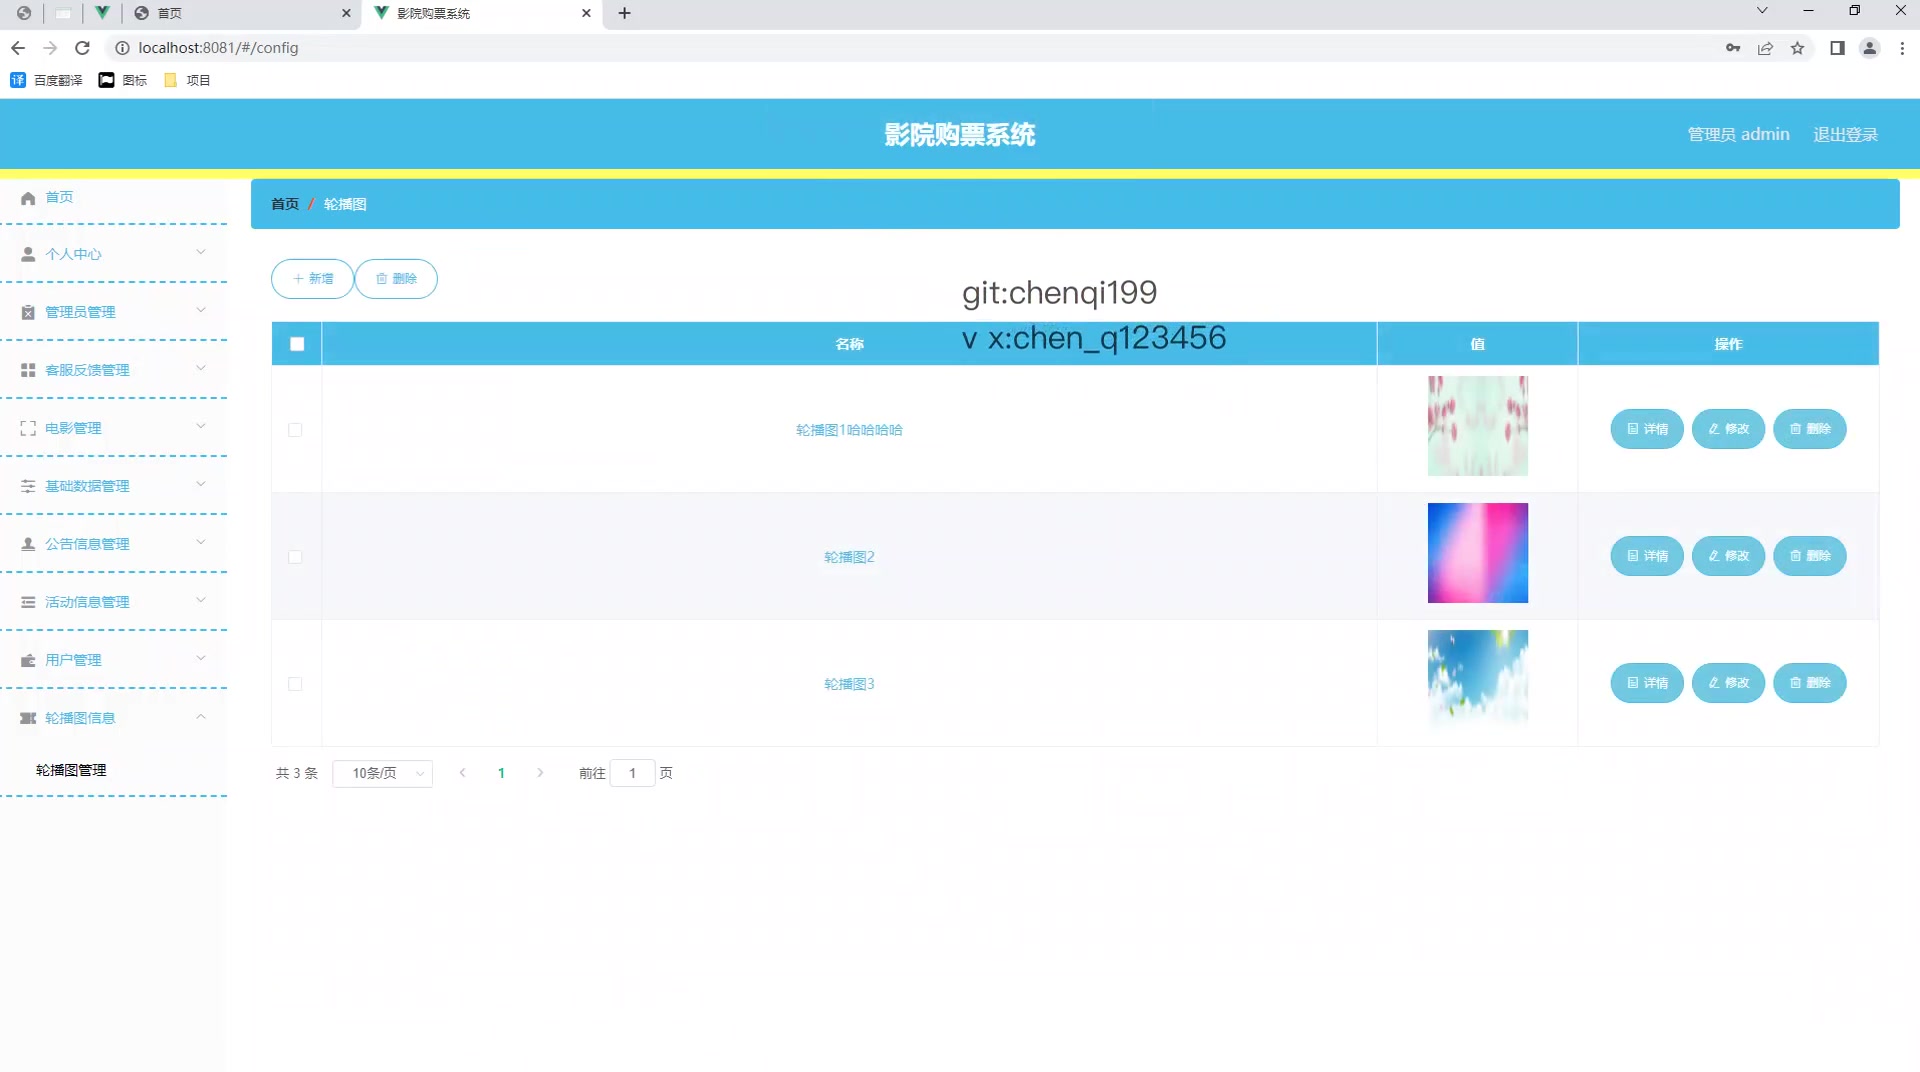 首页
影院购票系统
localhost:8081/#/config
百度翻译
图标
项目
影院购票系统
管理员 admin
退出登录
首页
个人中心
管理员管理
客服反馈管理
电影管理
基础数据管理
公告信息管理
活动信息管理
用户管理
轮播图信息
轮播图管理
首页 / 轮播图
新增
删除
git:chenqi199
v x:chen_q123456
名称
值
操作
轮播图1哈哈哈哈
详情
修改
删除
轮播图2
详情
修改
删除
轮播图3
详情
修改
删除
共 3 条
10条/页
1
前往 1 页